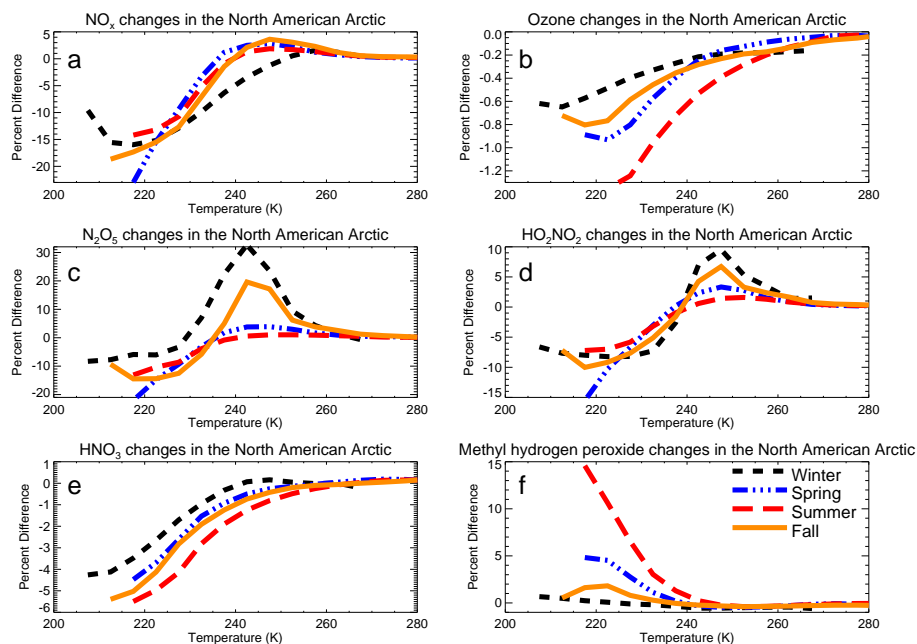 NOx changes in the North American Arctic
a
Percent Difference
5
0
-5
-10
-15
-20
200 220 240 260 280
Temperature (K)
Ozone changes in the North American Arctic
b
Percent Difference
0.0
-0.2
-0.4
-0.6
-0.8
-1.0
-1.2
200 220 240 260 280
Temperature (K)
N2O5 changes in the North American Arctic
c
Percent Difference
30
20
10
0
-10
-20
200 220 240 260 280
Temperature (K)
HO2NO2 changes in the North American Arctic
d
Percent Difference
10
5
0
-5
-10
-15
200 220 240 260 280
Temperature (K)
HNO3 changes in the North American Arctic
e
Percent Difference
1
0
-1
-2
-3
-4
-5
-6
200 220 240 260 280
Temperature (K)
Methyl hydrogen peroxide changes in the North American Arctic
f
Percent Difference
15
10
5
0
200 220 240 260 280
Temperature (K)
Winter
Spring
Summer
Fall